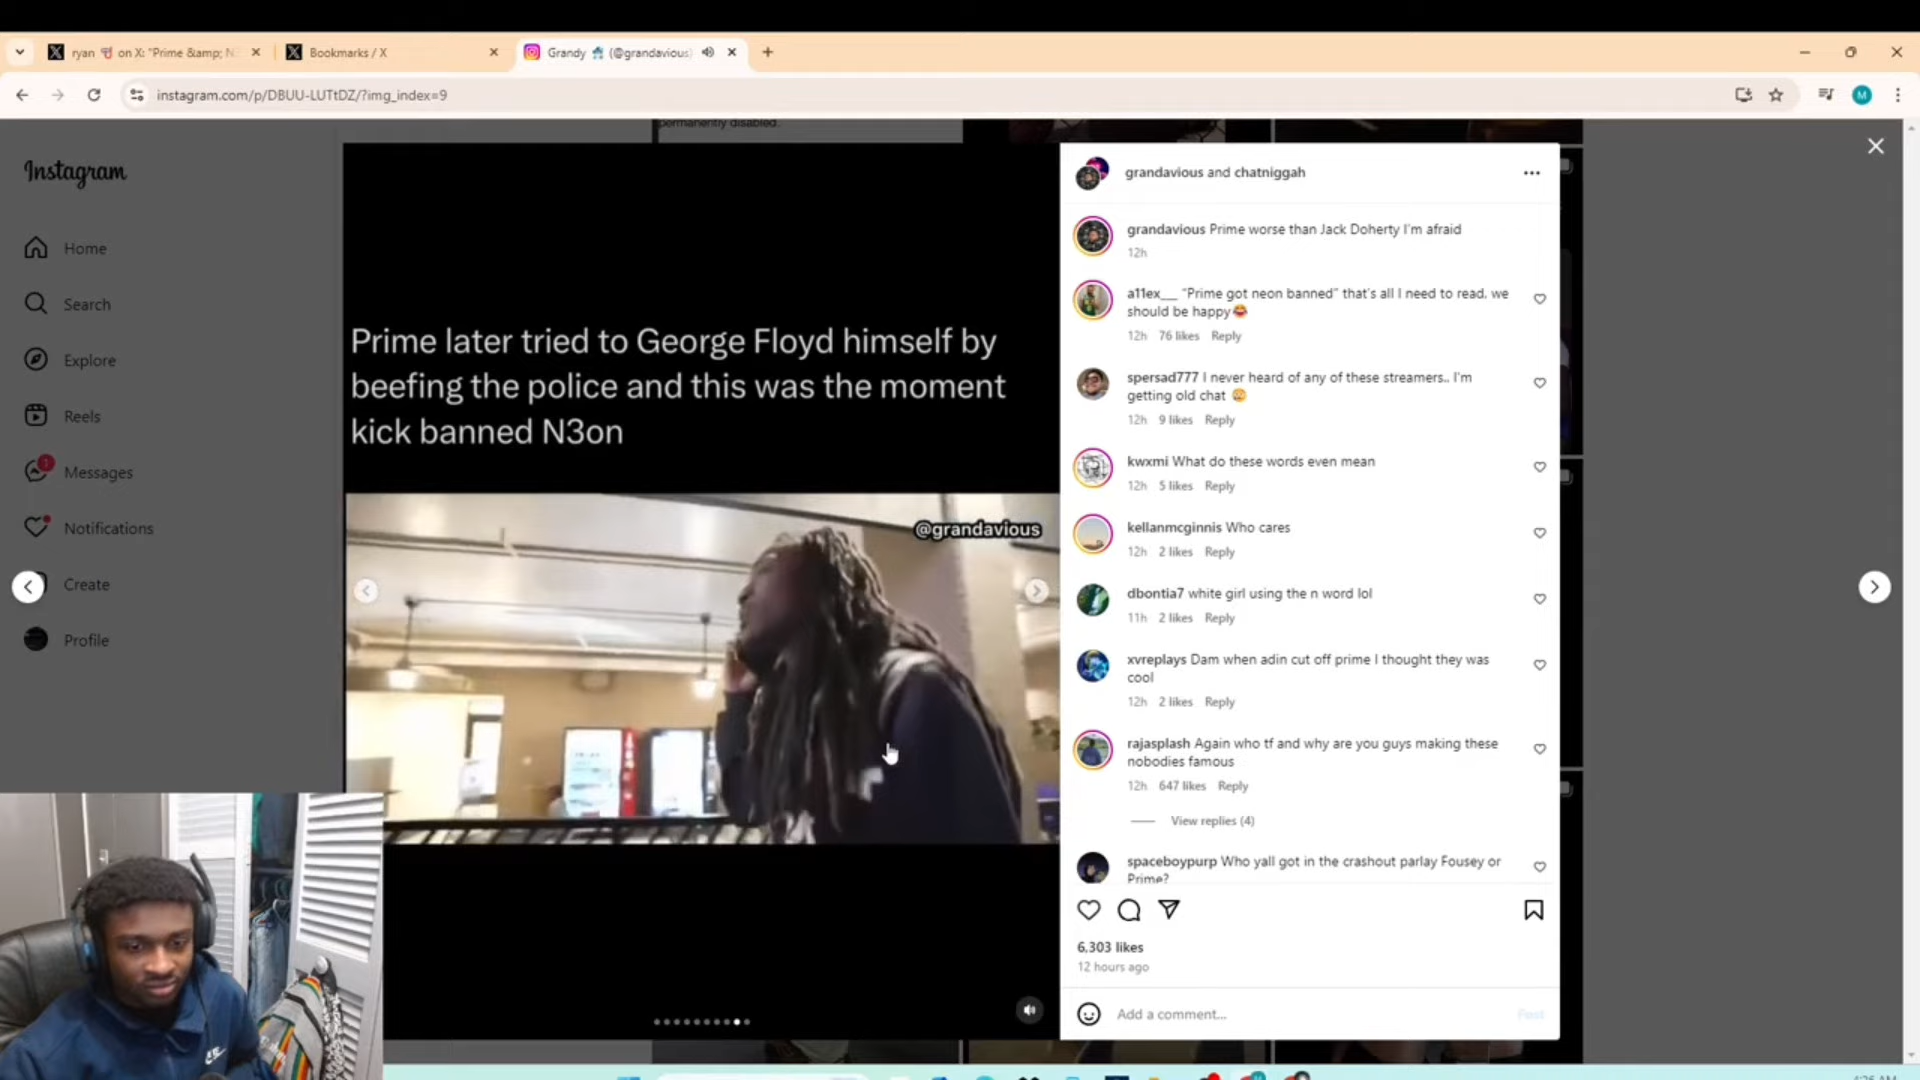 ryan on X: "Prime &amp; N
Bookmarks / X
Grandy (@grandavious)
instagram.com/p/DBUU-LUTtDZ/?img_index=9
M
permanently disabled.
Instagram
Home
Search
Explore
Reels
1
Messages
Notifications
Create
Profile
Prime later tried to George Floyd himself by
beefing the police and this was the moment
kick banned N3on
@grandavious
grandavious and chatniggah
grandavious Prime worse than Jack Doherty I'm afraid
12h
a11ex__ "Prime got neon banned" that's all I need to read, we
should be happy😂
12h 76 likes Reply
spersad777 I never heard of any of these streamers.. I'm
getting old chat
12h 9 likes Reply
kwxmi What do these words even mean
12h 5 likes Reply
kellanmcginnis Who cares
12h 2 likes Reply
dbontia7 white girl using the n word lol
11h 2 likes Reply
xvreplays Dam when adin cut off prime I thought they was
cool
12h 2 likes Reply
rajasplash Again who tf and why are you guys making these
nobodies famous
12h 647 likes Reply
View replies (4)
spaceboypurp Who yall got in the crashout parlay Fousey or
Prime?
6,303 likes
12 hours ago
Add a comment...
Post